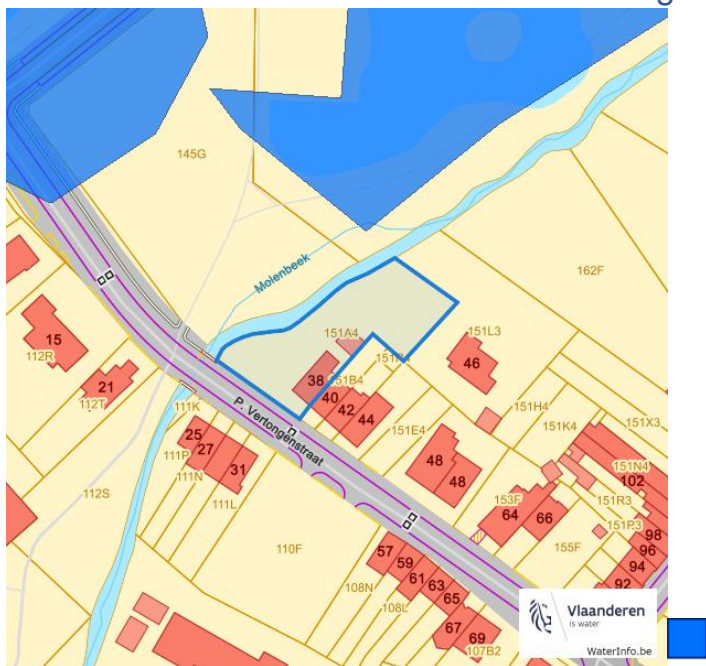 145G
Molenbeek
162F
15
112R
21
112T
151A4
151L3
46
38
151B4
40
42
44
111K
P. Vertongenstraat
25
27
31
111P
111N
111L
151E4
151H4
151K4
151X3
48
48
151N4
102
112S
153F
64
66
151R3
151P3
98
96
94
92
110F
155F
57
59
61
63
65
67
69
108N
108L
107B2
Vlaanderen
is water
WaterInfo.be